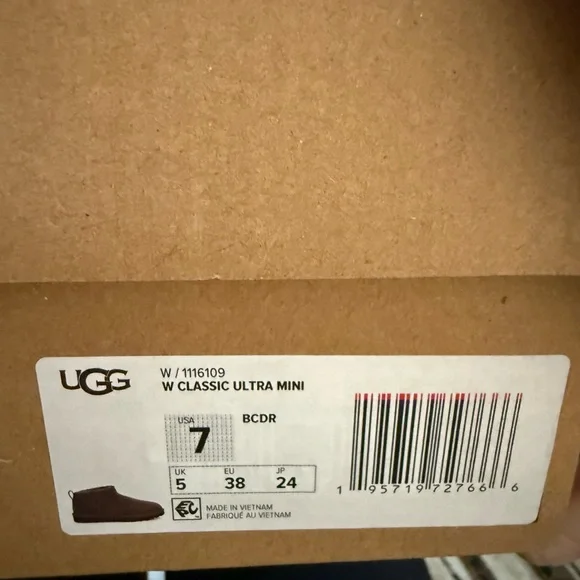 UGG
W / 1116109
W CLASSIC ULTRA MINI
USA
7
BCDR
UK EU JP
5 38 24
MADE IN VIETNAM
FABRIQUÉ AU VIETNAM
1 95719 72766 6